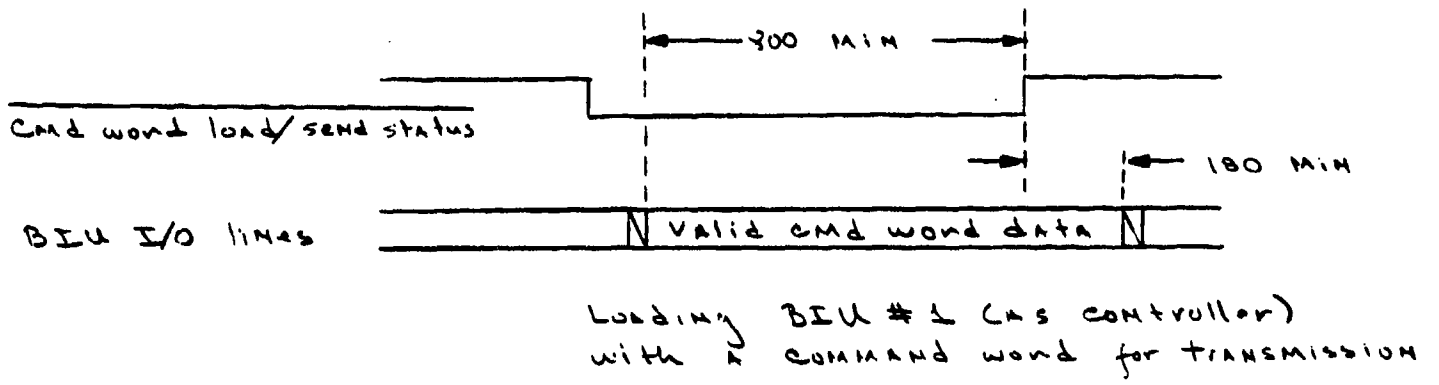 300 MIN
CMd word load/send status
180 MIN
BIU I/O lines
Valid cmd word data
Loading BIU #1 (as controller)
with a command word for transmission